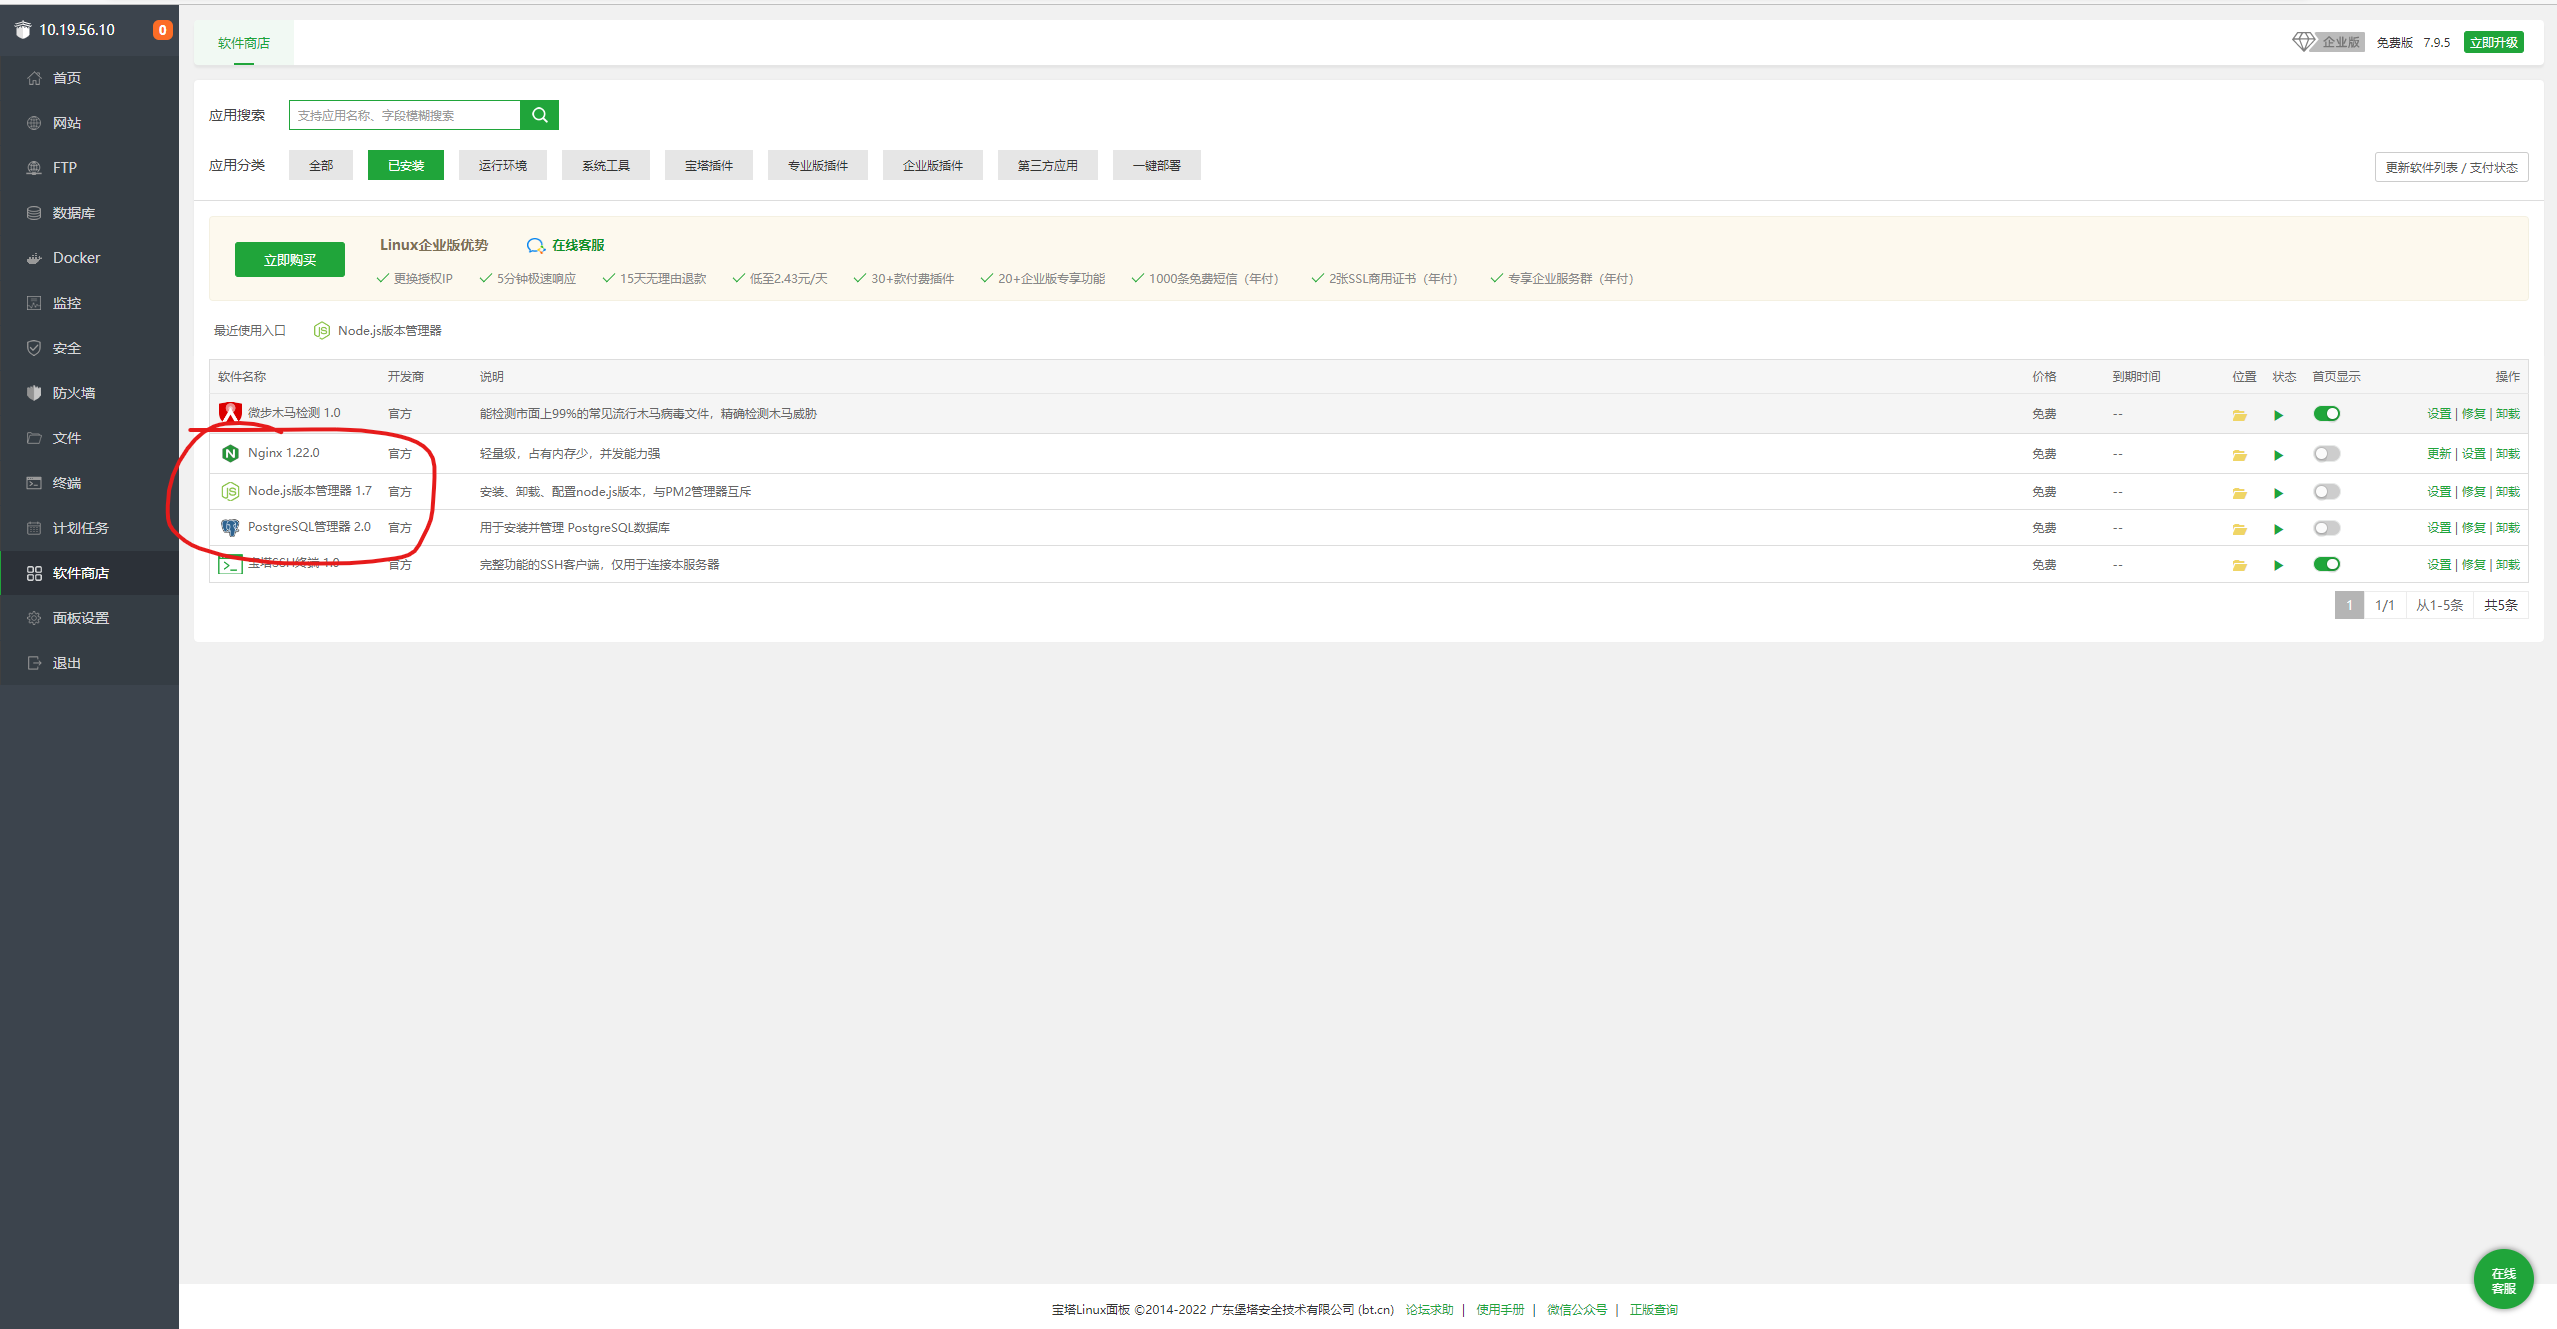 10.19.56.10 0
首页
网站
FTP
数据库
Docker
监控
安全
防火墙
文件
终端
计划任务
软件商店
面板设置
退出
软件商店
企业版 免费版 7.9.5 立即升级
应用搜索 支持应用名称、字段模糊搜索
应用分类 全部 已安装 运行环境 系统工具 宝塔插件 专业版插件 企业版插件 第三方应用 一键部署
更新软件列表 / 支付状态
立即购买
Linux企业版优势 在线客服
更换授权IP 5分钟极速响应 15天无理由退款 低至2.43元/天 30+款付费插件 20+企业版专享功能 1000条免费短信（年付） 2张SSL商用证书（年付） 专享企业服务群（年付）
最近使用入口 Node.js版本管理器
软件名称 开发商 说明 价格 到期时间 位置 状态 首页显示 操作
微步木马检测 1.0 官方 能检测市面上99%的常见流行木马病毒文件，精确检测木马威胁 免费 -- 设置 | 修复 | 卸载
Nginx 1.22.0 官方 轻量级，占有内存少，并发能力强 免费 -- 更新 | 设置 | 卸载
Node.js版本管理器 1.7 官方 安装、卸载、配置node.js版本，与PM2管理器互斥 免费 -- 设置 | 修复 | 卸载
PostgreSQL管理器 2.0 官方 用于安装并管理 PostgreSQL数据库 免费 -- 设置 | 修复 | 卸载
宝塔SSH终端 1.0 官方 完整功能的SSH客户端，仅用于连接本服务器 免费 -- 设置 | 修复 | 卸载
1 1/1 从1-5条 共5条
在线
客服
宝塔Linux面板 ©2014-2022 广东堡塔安全技术有限公司 (bt.cn) 论坛求助 | 使用手册 | 微信公众号 | 正版查询